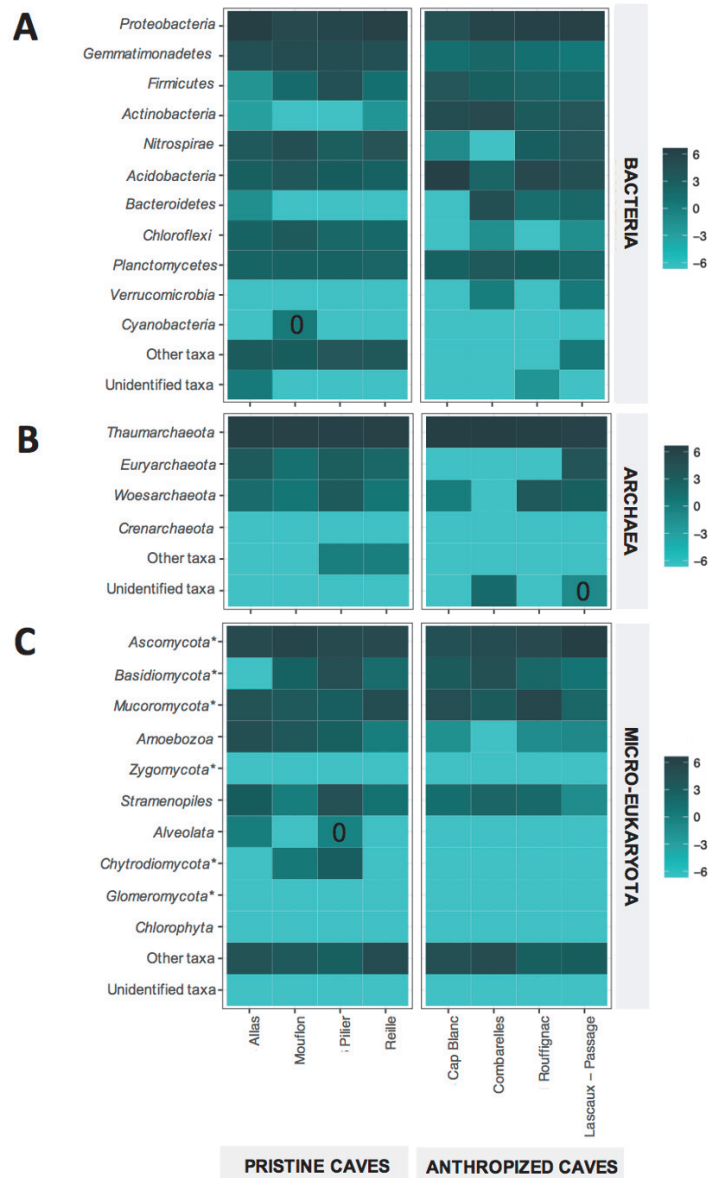 A
Proteobacteria
Gemmatimonadetes
Firmicutes
Actinobacteria
Nitrospirae
Acidobacteria
Bacteroidetes
Chloroflexi
Planctomycetes
Verrucomicrobia
Cyanobacteria
0
Other taxa
Unidentified taxa
BACTERIA
6
3
0
−3
−6
B
Thaumarchaeota
Euryarchaeota
Woesarchaeota
Crenarchaeota
Other taxa
Unidentified taxa
0
ARCHAEA
6
3
0
−3
−6
C
Ascomycota*
Basidiomycota*
Mucoromycota*
Amoebozoa
Zygomycota*
Stramenopiles
Alveolata
0
Chytrodiomycota*
Glomeromycota*
Chlorophyta
Other taxa
Unidentified taxa
MICRO-EUKARYOTA
6
3
0
−3
−6
Allas
Mouflon
Pilier
Reille
Cap Blanc
Combarelles
Rouffignac
Lascaux − Passage
PRISTINE CAVES
ANTHROPIZED CAVES